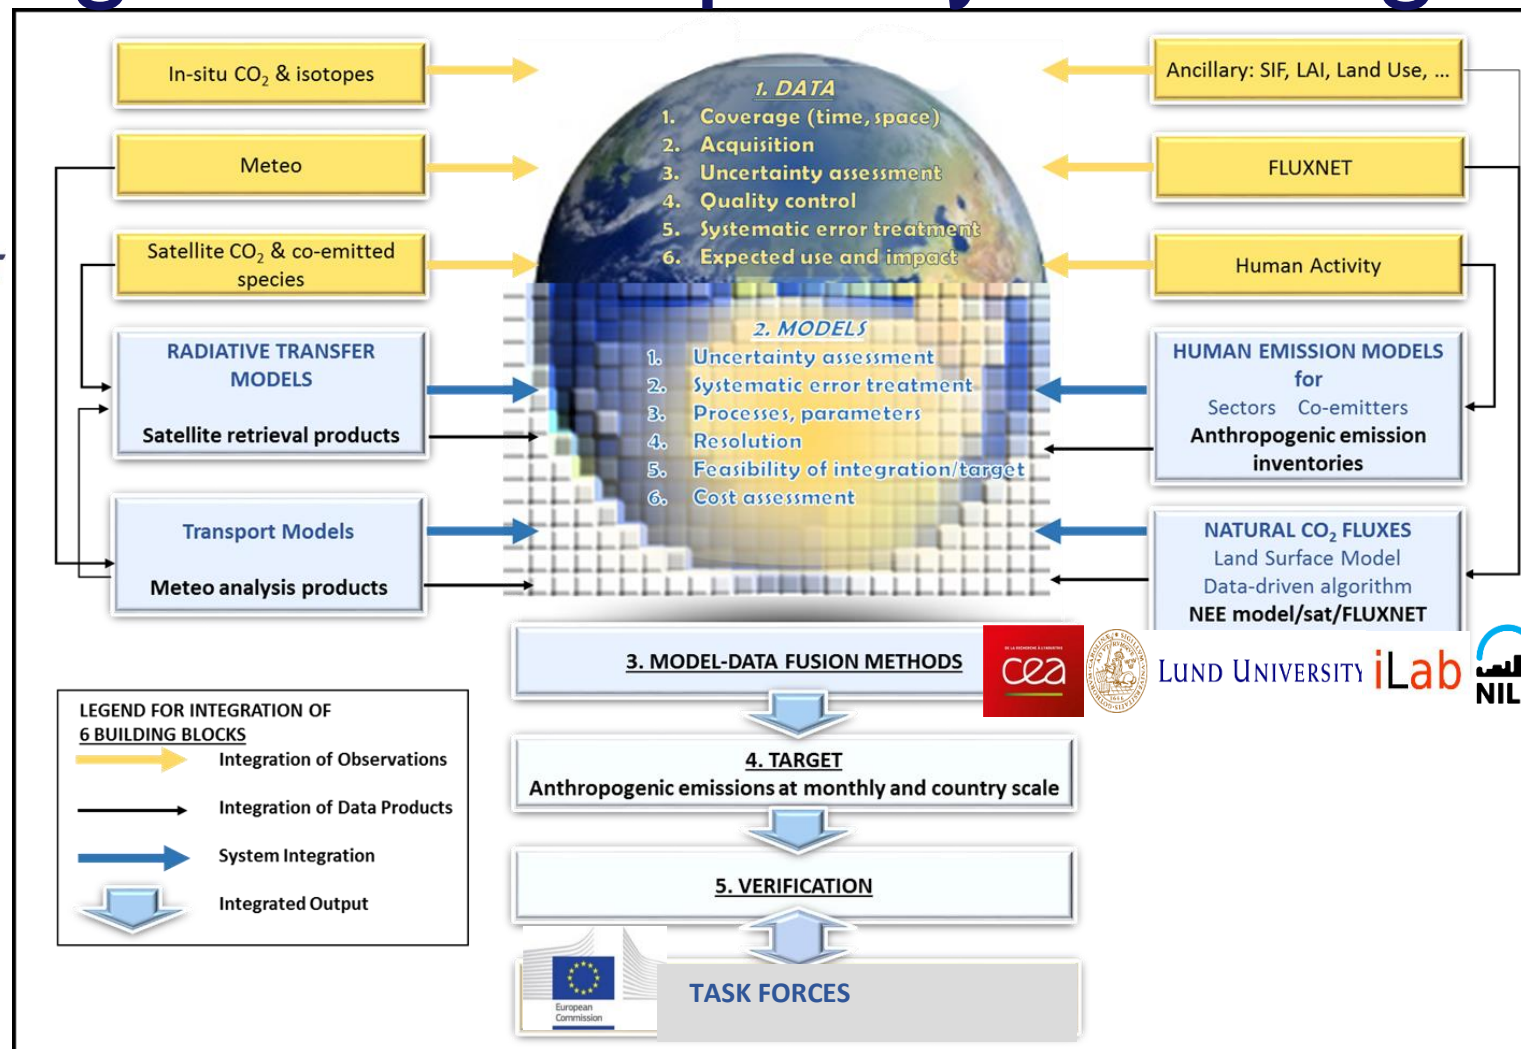 In-situ CO₂ & isotopes
Meteo
Satellite CO₂ & co-emitted
species
RADIATIVE TRANSFER
MODELS
Satellite retrieval products
Transport Models
Meteo analysis products
1. DATA
1. Coverage (time, space)
2. Acquisition
3. Uncertainty assessment
4. Quality control
5. Systematic error treatment
6. Expected use and impact
2. MODELS
1. Uncertainty assessment
2. Systematic error treatment
3. Processes, parameters
4. Resolution
5. Feasibility of integration/target
6. Cost assessment
Ancillary: SIF, LAI, Land Use, ...
FLUXNET
Human Activity
HUMAN EMISSION MODELS
for
Sectors Co-emitters
Anthropogenic emission
inventories
NATURAL CO₂ FLUXES
Land Surface Model
Data-driven algorithm
NEE model/sat/FLUXNET
3. MODEL-DATA FUSION METHODS
DE LA RECHERCHE À L'INDUSTRIE
cea
LUND UNIVERSITY
iLab
NIL
4. TARGET
Anthropogenic emissions at monthly and country scale
5. VERIFICATION
European
Commission
TASK FORCES
LEGEND FOR INTEGRATION OF
6 BUILDING BLOCKS
Integration of Observations
Integration of Data Products
System Integration
Integrated Output